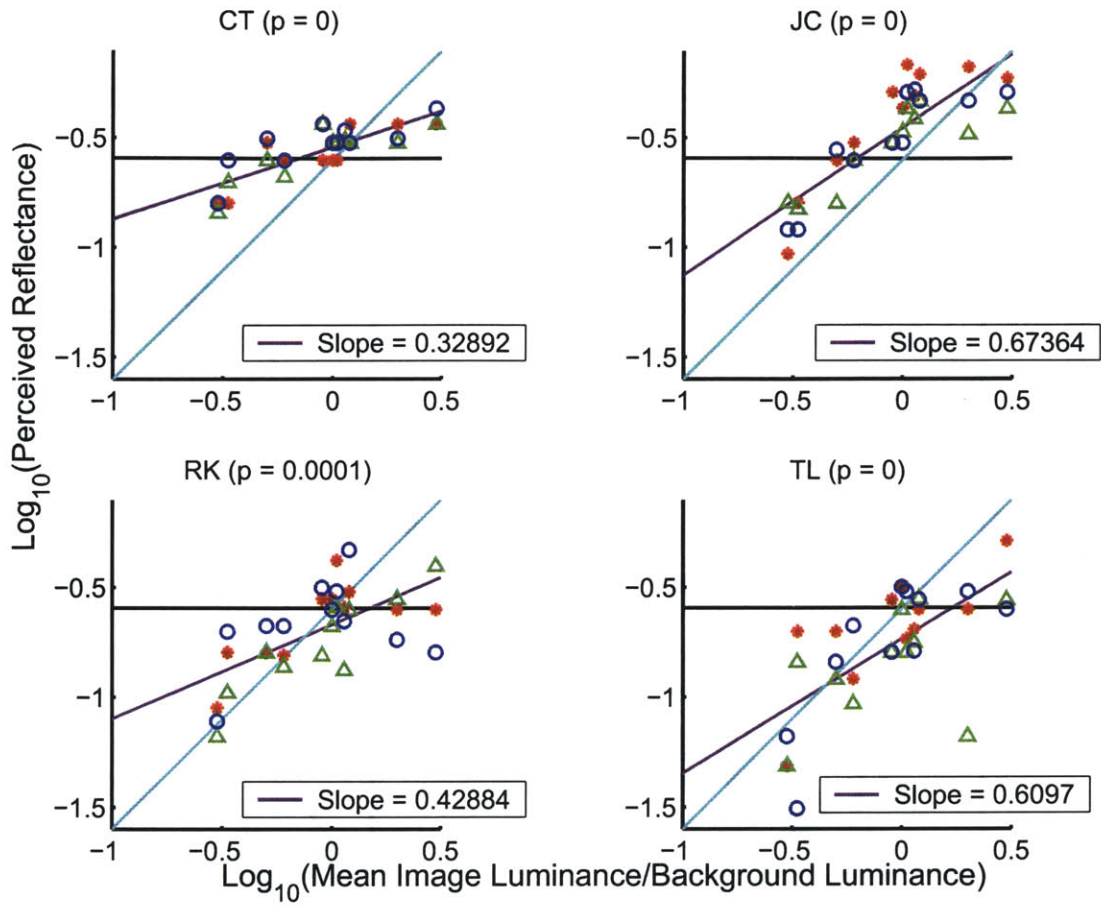 CT (p = 0)
JC (p = 0)
−0.5
−1
−1.5
−1
−0.5
0
0.5
Slope = 0.32892
−0.5
−1
−1.5
−1
−0.5
0
0.5
Slope = 0.67364
Log10(Perceived Reflectance)
RK (p = 0.0001)
TL (p = 0)
−0.5
−1
−1.5
−1
−0.5
0
0.5
Slope = 0.42884
−0.5
−1
−1.5
−1
−0.5
0
0.5
Slope = 0.6097
Log10(Mean Image Luminance/Background Luminance)